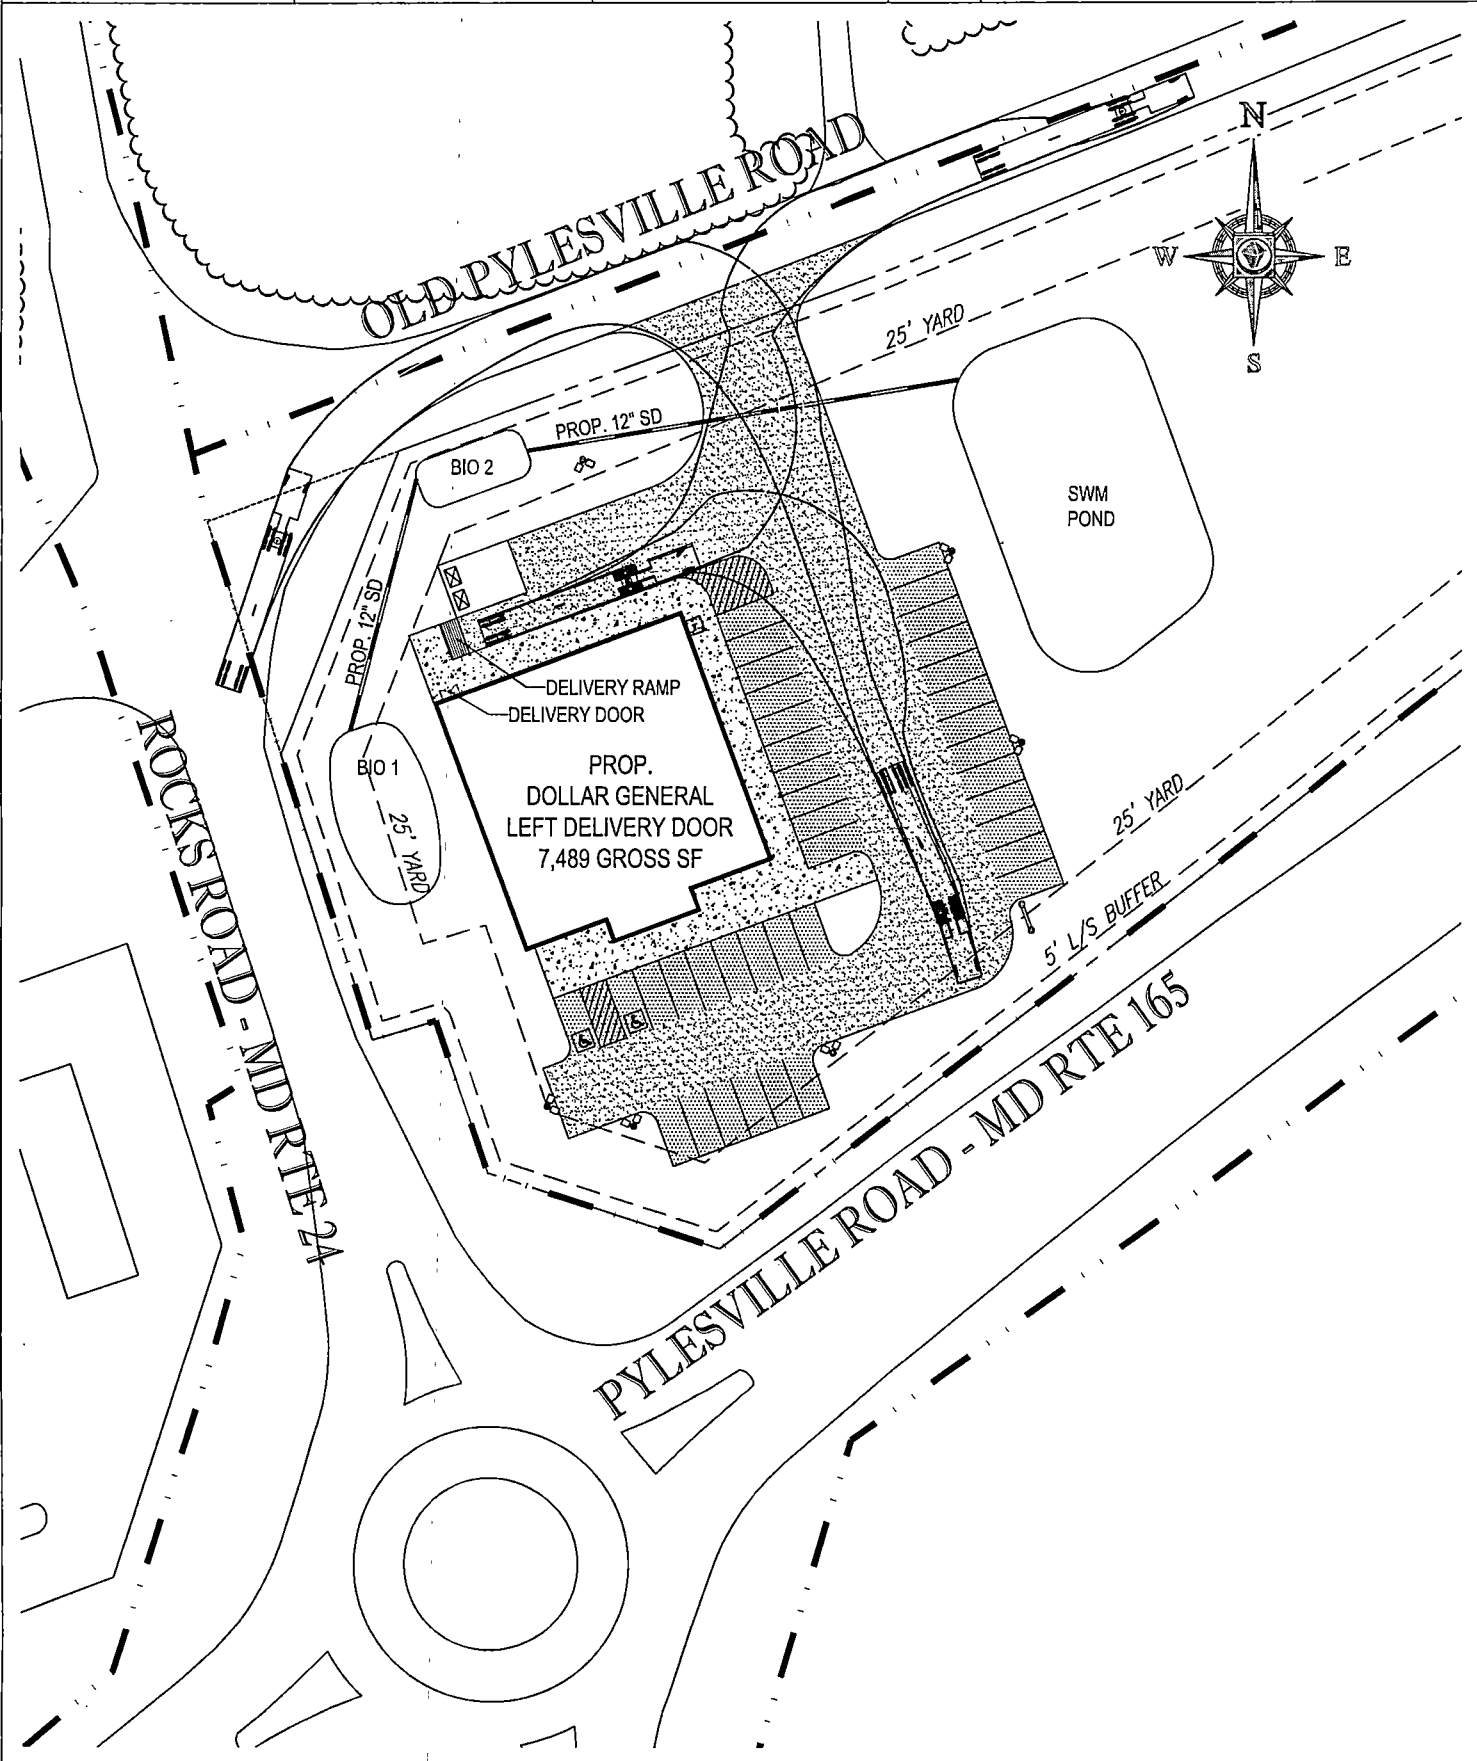 OLD PYLESVILLE ROAD
N
W
E
S
25' YARD
PROP. 12" SD
BIO 2
SWM
POND
PROP. 12" SD
DELIVERY RAMP
DELIVERY DOOR
BIO 1
25' YARD
PROP.
DOLLAR GENERAL
LEFT DELIVERY DOOR
7,489 GROSS SF
25' YARD
5' L/S BUFFER
ROCKS ROAD - MD RTE 24
PYLESVILLE ROAD - MD RTE 165